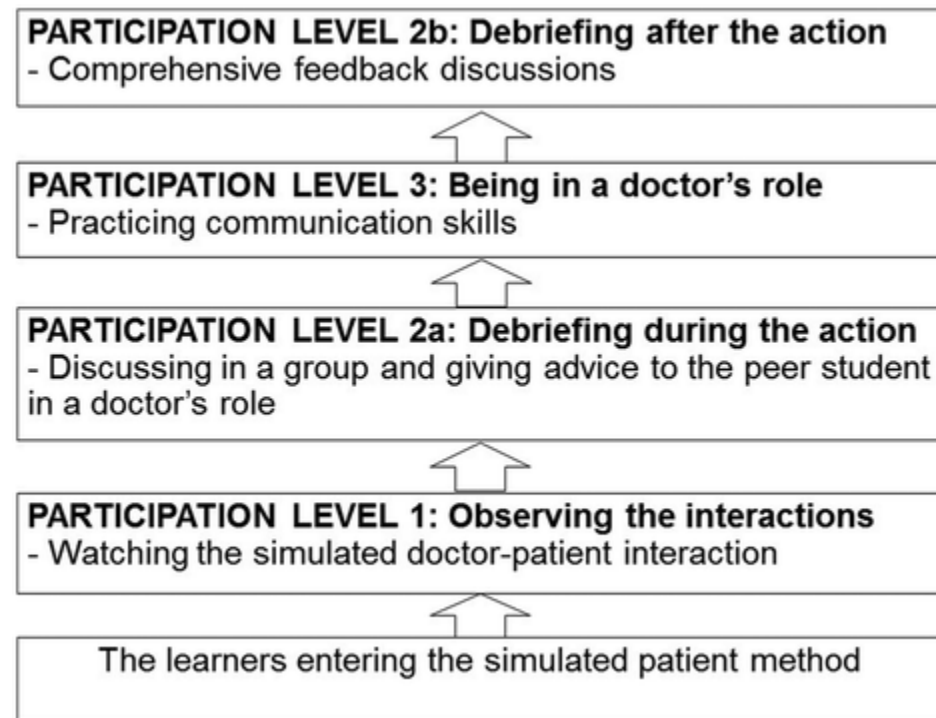 PARTICIPATION LEVEL 2b: Debriefing after the action
- Comprehensive feedback discussions
PARTICIPATION LEVEL 3: Being in a doctor's role
- Practicing communication skills
PARTICIPATION LEVEL 2a: Debriefing during the action
- Discussing in a group and giving advice to the peer student
in a doctor's role
PARTICIPATION LEVEL 1: Observing the interactions
- Watching the simulated doctor-patient interaction
The learners entering the simulated patient method